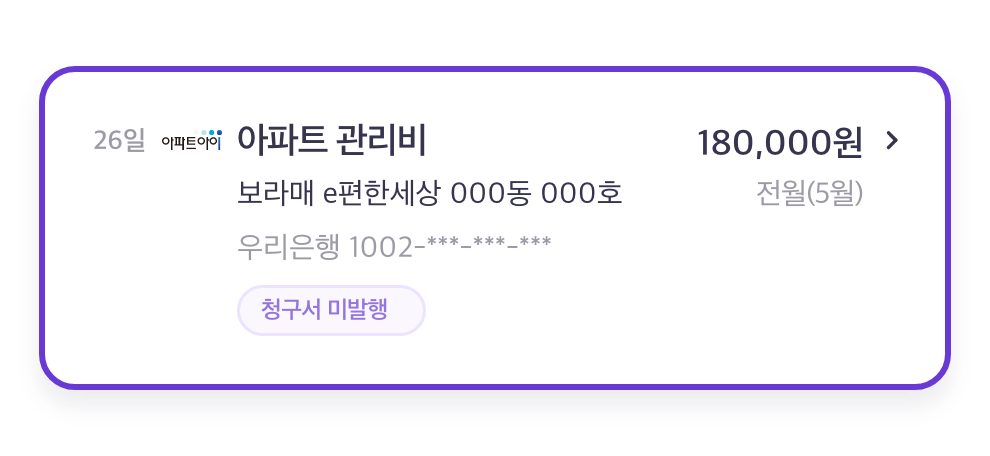 26일 아파트아이 아파트 관리비 180,000원
보라매 e편한세상 000동 000호 전월(5월)
우리은행 1002-***-***-***
청구서 미발행